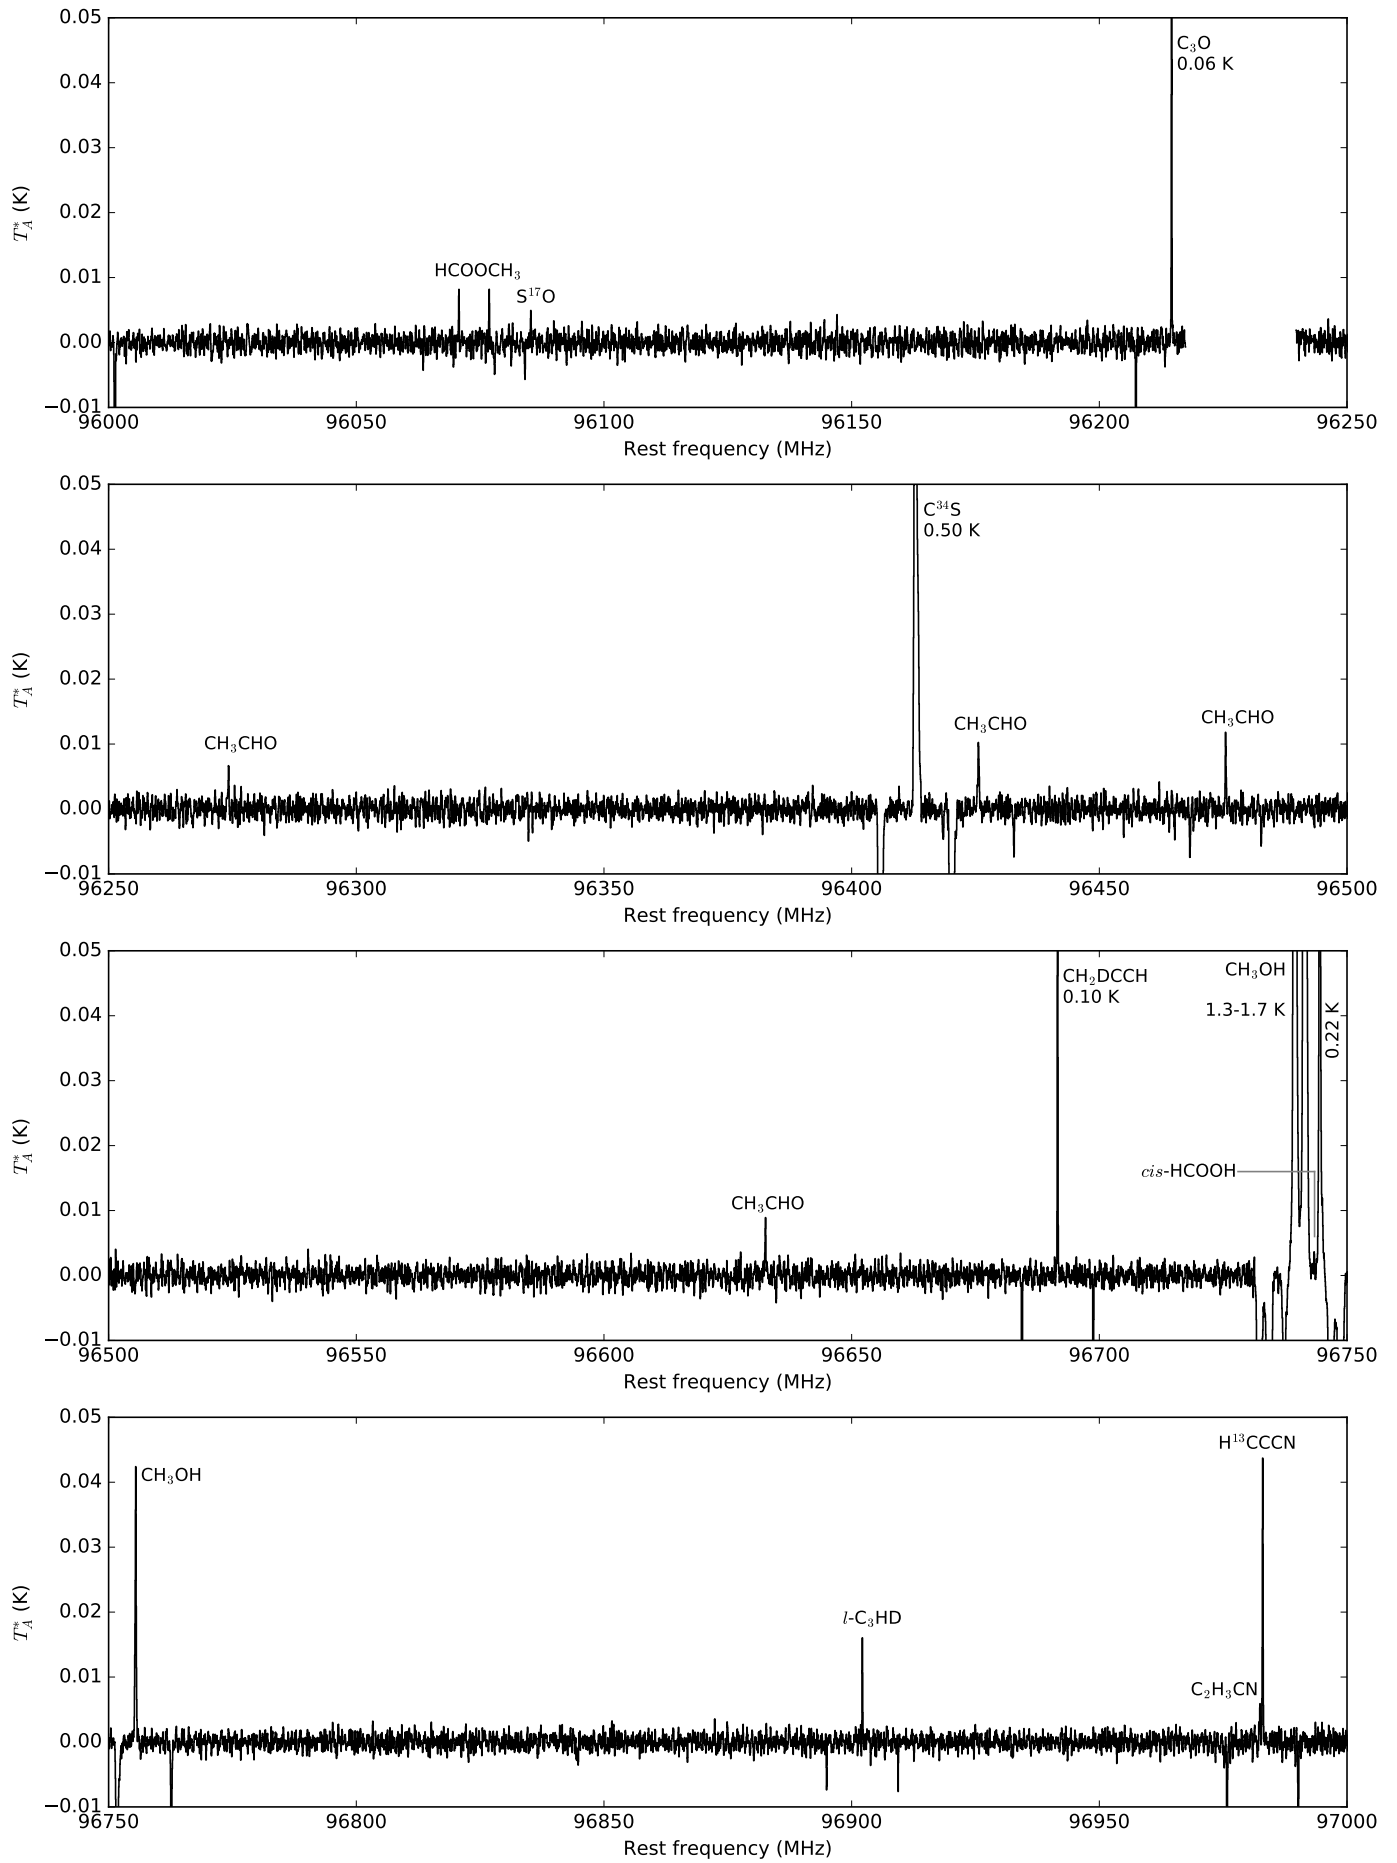 0.05
C₃O
0.06 K
0.04
0.03
0.02
T*A (K)
0.01
HCOOCH₃
S¹⁷O
0.00
−0.01
96000 96050 96100 96150 96200 96250
Rest frequency (MHz)
0.05
C³⁴S
0.50 K
0.04
0.03
0.02
T*A (K)
CH₃CHO CH₃CHO CH₃CHO
0.01
0.00
−0.01
96250 96300 96350 96400 96450 96500
Rest frequency (MHz)
0.05
CH₂DCCH
0.10 K
CH₃OH
1.3-1.7 K
0.22 K
0.04
0.03
0.02
T*A (K)
cis-HCOOH
CH₃CHO
0.01
0.00
−0.01
96500 96550 96600 96650 96700 96750
Rest frequency (MHz)
0.05
H¹³CCCN
CH₃OH
0.04
0.03
0.02
T*A (K)
l-C₃HD
0.01
C₂H₃CN
0.00
−0.01
96750 96800 96850 96900 96950 97000
Rest frequency (MHz)